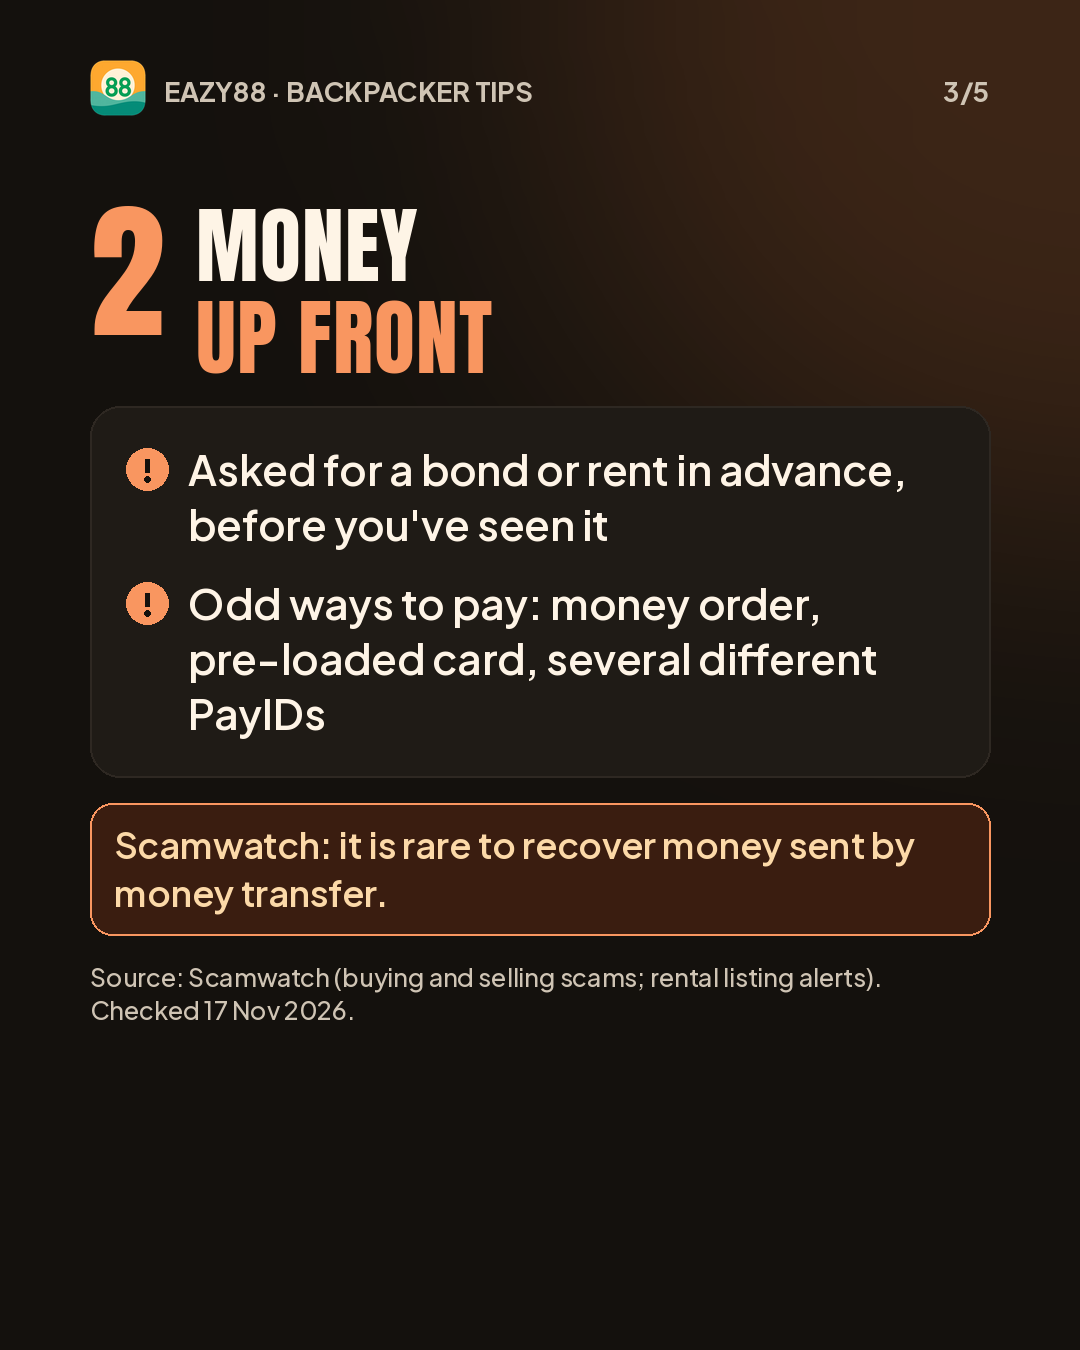 88
EAZY88 · BACKPACKER TIPS
3/5
2
MONEY
UP FRONT
Asked for a bond or rent in advance,
before you've seen it
Odd ways to pay: money order,
pre-loaded card, several different
PayIDs
Scamwatch: it is rare to recover money sent by
money transfer.
Source: Scamwatch (buying and selling scams; rental listing alerts).
Checked 17 Nov 2026.